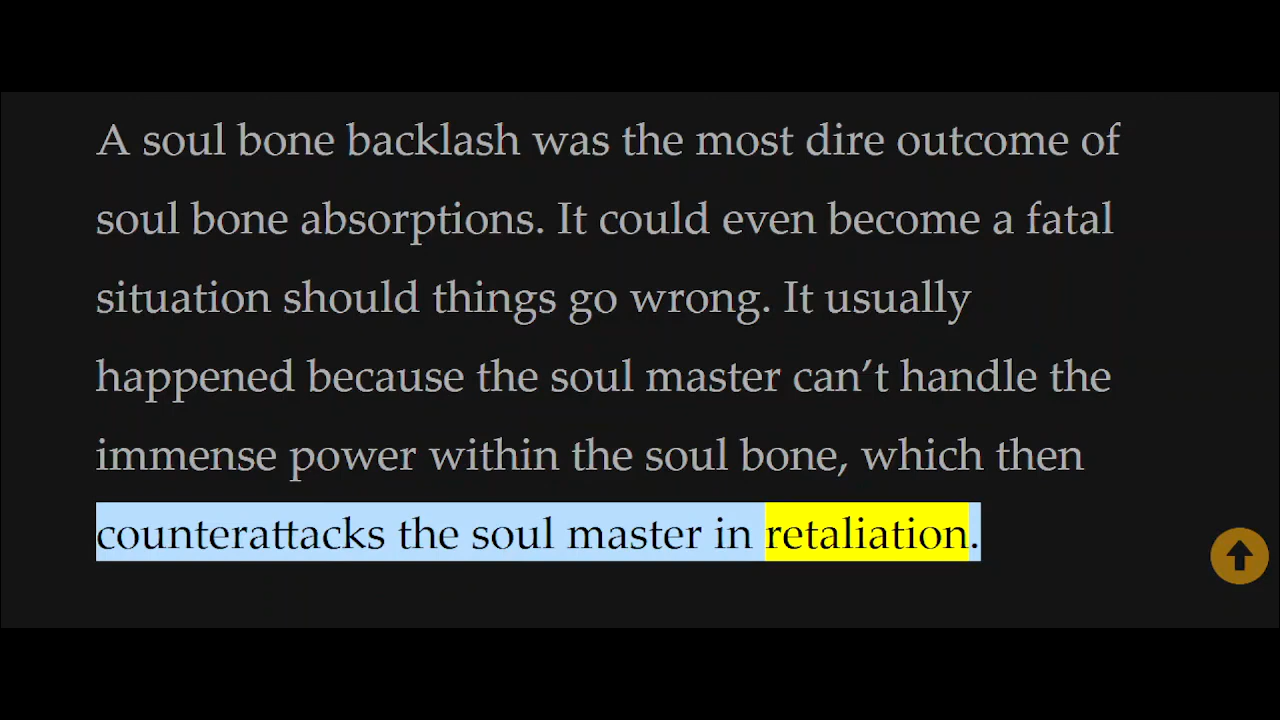 A soul bone backlash was the most dire outcome of
soul bone absorptions. It could even become a fatal
situation should things go wrong. It usually
happened because the soul master can’t handle the
immense power within the soul bone, which then
counterattacks the soul master in retaliation.